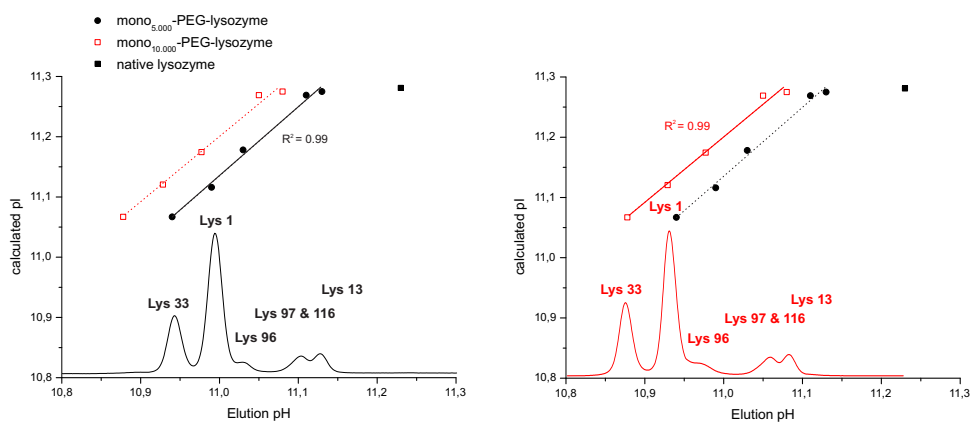 mono5.000-PEG-lysozyme
mono10.000-PEG-lysozyme
native lysozyme
11,3
11,2
11,1
11,0
10,9
10,8
calculated pI
R2 = 0.99
Lys 1
Lys 33
Lys 13
Lys 97 & 116
Lys 96
10,8
10,9
11,0
11,1
11,2
11,3
Elution pH
11,3
11,2
11,1
11,0
10,9
10,8
calculated pI
R2 = 0.99
Lys 1
Lys 33
Lys 13
Lys 97 & 116
Lys 96
10,8
10,9
11,0
11,1
11,2
11,3
Elution pH